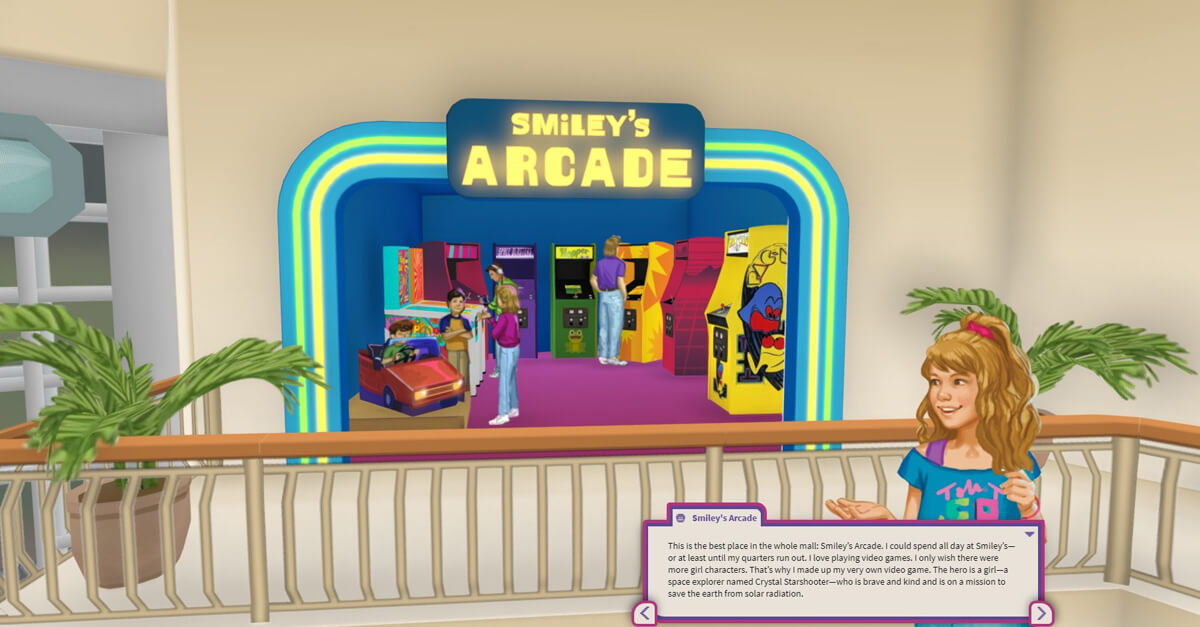 SMiLEY'S
ARCADE
Hopper
Smiley's Arcade
This is the best place in the whole mall: Smiley's Arcade. I could spend all day at Smiley's—
or at least until my quarters run out. I love playing video games. I only wish there were
more girl characters. That's why I made up my very own video game. The hero is a girl—a
space explorer named Crystal Starshooter—who is brave and kind and is on a mission to
save the earth from solar radiation.